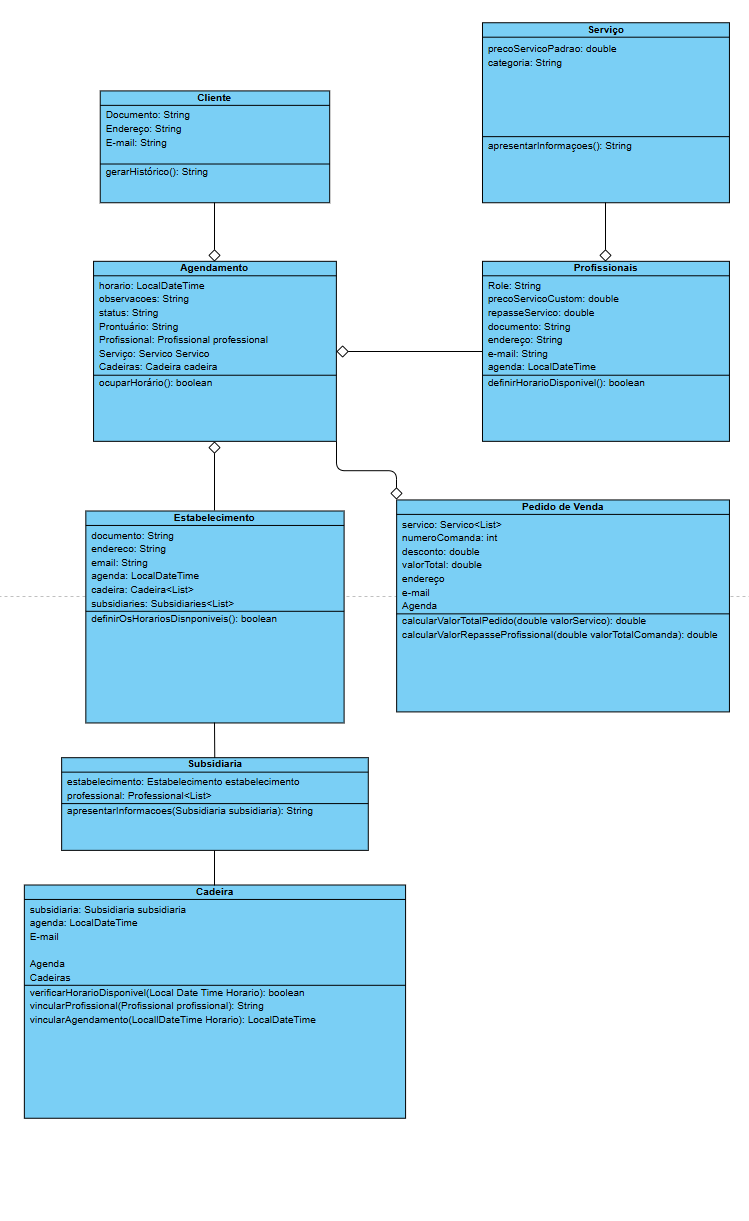 Serviço
precoServicoPadrao: double
categoria: String
apresentarInformaçoes(): String
Cliente
Documento: String
Endereço: String
E-mail: String
gerarHistórico(): String
Agendamento
horario: LocalDateTime
observacoes: String
status: String
Prontuário: String
Profissional: Profissional professional
Serviço: Servico Servico
Cadeiras: Cadeira cadeira
ocuparHorário(): boolean
Profissionais
Role: String
precoServicoCustom: double
repasseServico: double
documento: String
endereço: String
e-mail: String
agenda: LocalDateTime
definirHorarioDisponivel(): boolean
Estabelecimento
documento: String
endereco: String
email: String
agenda: LocalDateTime
cadeira: Cadeira<List>
subsidiaries: Subsidiaries<List>
definirOsHorariosDisnponiveis(): boolean
Pedido de Venda
servico: Servico<List>
numeroComanda: int
desconto: double
valorTotal: double
endereço
e-mail
Agenda
calcularValorTotalPedido(double valorServico): double
calcularValorRepasseProfissional(double valorTotalComanda): double
Subsidiaria
estabelecimento: Estabelecimento estabelecimento
professional: Professional<List>
apresentarInformacoes(Subsidiaria subsidiaria): String
Cadeira
subsidiaria: Subsidiaria subsidiaria
agenda: LocalDateTime
E-mail
Agenda
Cadeiras
verificarHorarioDisponivel(Local Date Time Horario): boolean
vincularProfissional(Profissional profissional): String
vincularAgendamento(LocallDateTime Horario): LocalDateTime